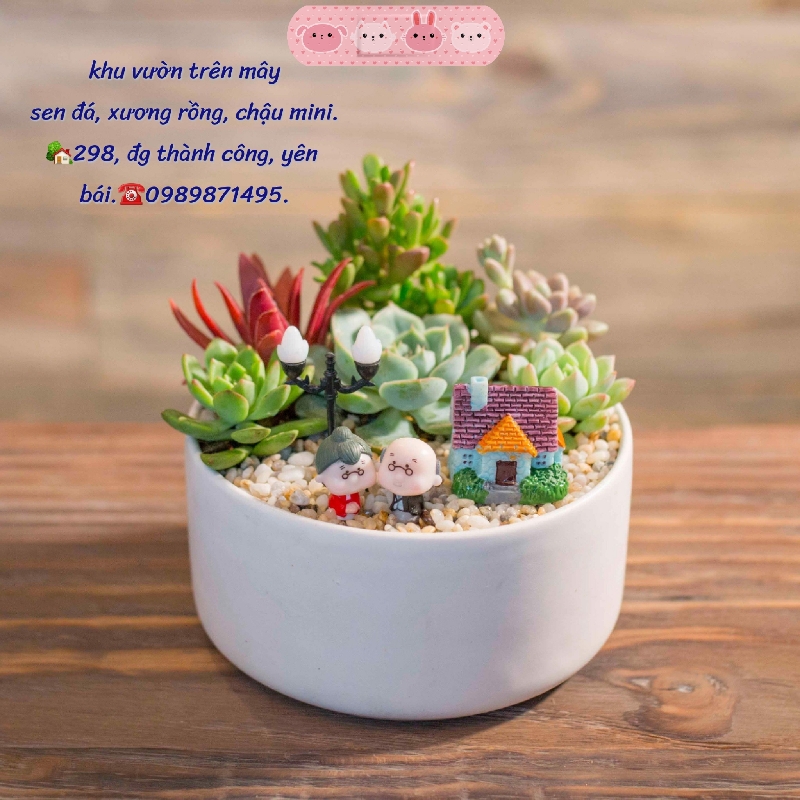 khu vườn trên mây
sen đá, xương rồng, chậu mini.
🏡298, đg thành công, yên
bái.☎️0989871495.